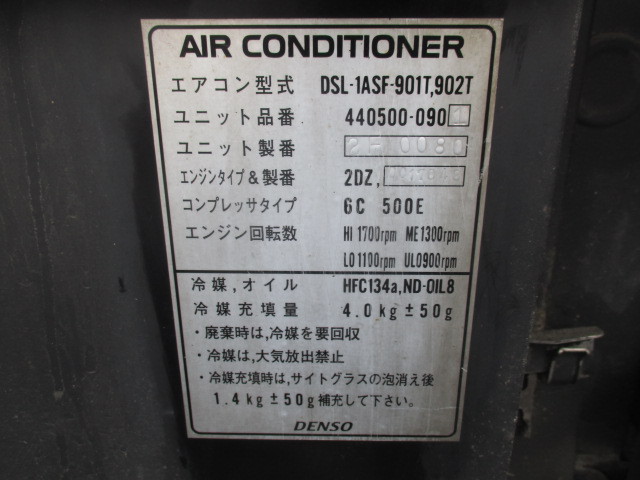 AIR CONDITIONER
エアコン型式 DSL-1ASF-901T,902T
ユニット品番 440500-0901
ユニット製番
エンジンタイプ&製番 2DZ,
コンプレッサタイプ 6C 500E
エンジン回転数 HI 1700rpm ME1300rpm
LO1100rpm ULO900rpm
冷媒,オイル HFC134a,ND-OIL8
冷媒充填量 4.0kg±50g
・廃棄時は,冷媒を要回収
・冷媒は,大気放出禁止
・冷媒充填時は,サイトグラスの泡消え後
1.4kg±50g補充して下さい。
DENSO